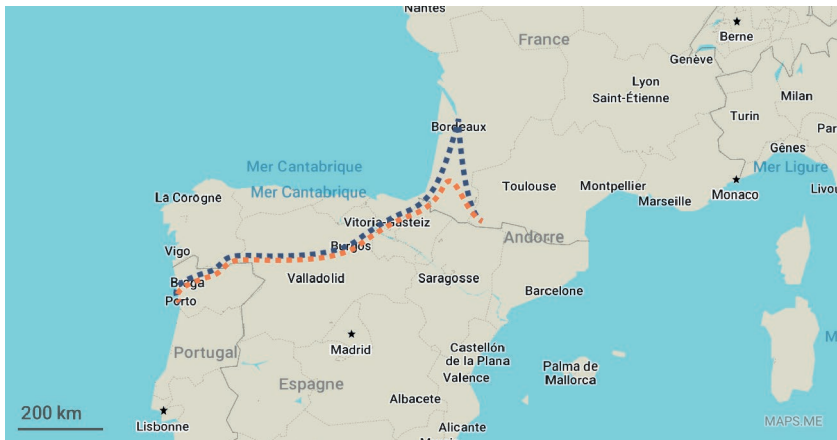 Nantes
Berne
France
Genève
Lyon
Saint-Étienne
Milan
Turin
Par
Bordeaux
Gênes
Mer Ligure
Mer Cantabrique
Toulouse
Montpellier
Marseille
Monaco
Livou
La Corogne
Mer Cantabrique
Vitoria-Gasteiz
Andorre
Vigo
Burgos
Braga
Valladolid
Saragosse
Barcelone
Porto
Portugal
Madrid
Castellón
de la Plana
Palma de
Mallorca
M
Espagne
Valence
Albacete
200 km
Lisbonne
Alicante
MAPS.ME